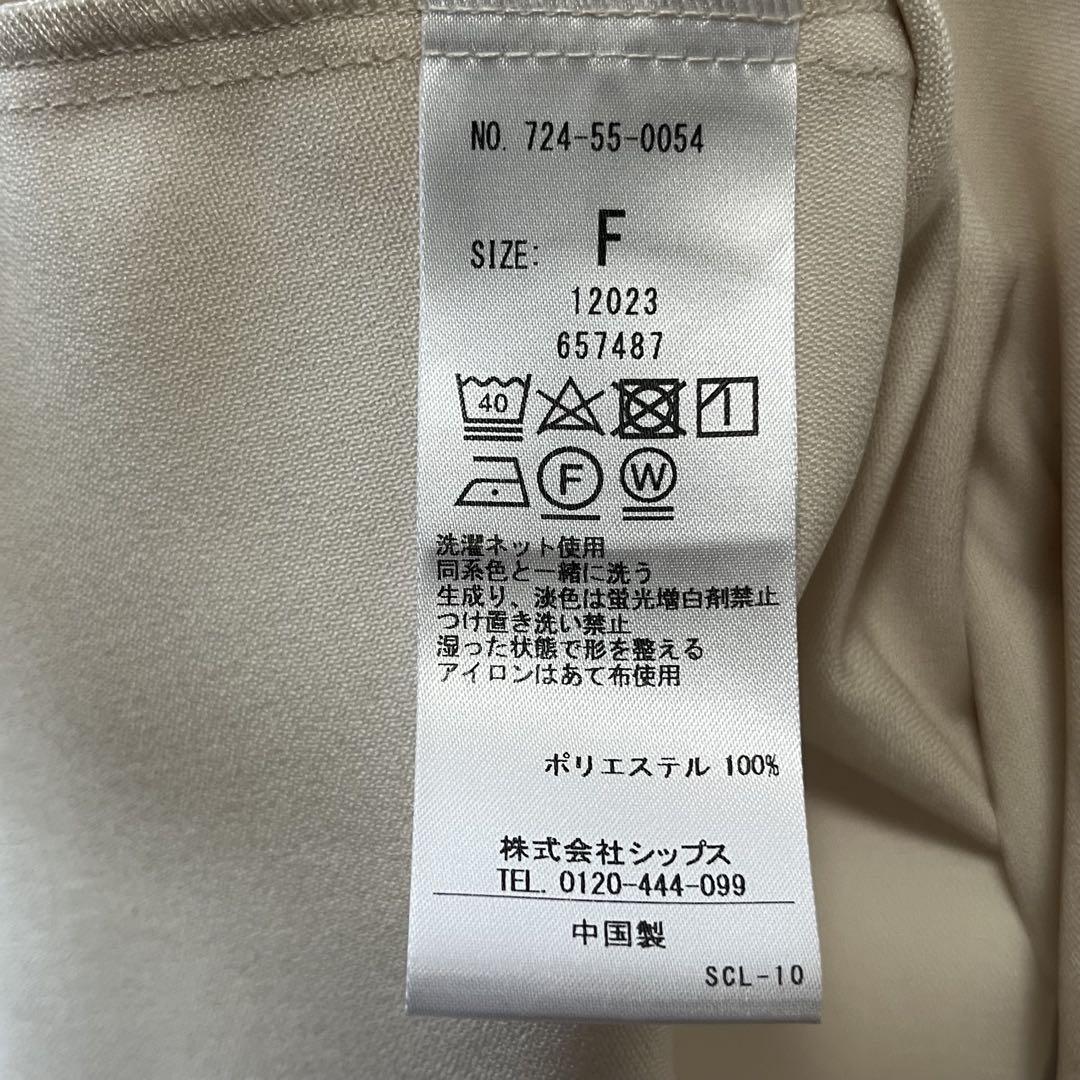 NO. 724-55-0054
SIZE: F
12023
657487
40
F W
洗濯ネット使用
同系色と一緒に洗う
生成り、淡色は蛍光増白剤禁止
つけ置き洗い禁止
湿った状態で形を整える
アイロンはあて布使用
ポリエステル 100%
株式会社シップス
TEL. 0120-444-099
中国製
SCL-10